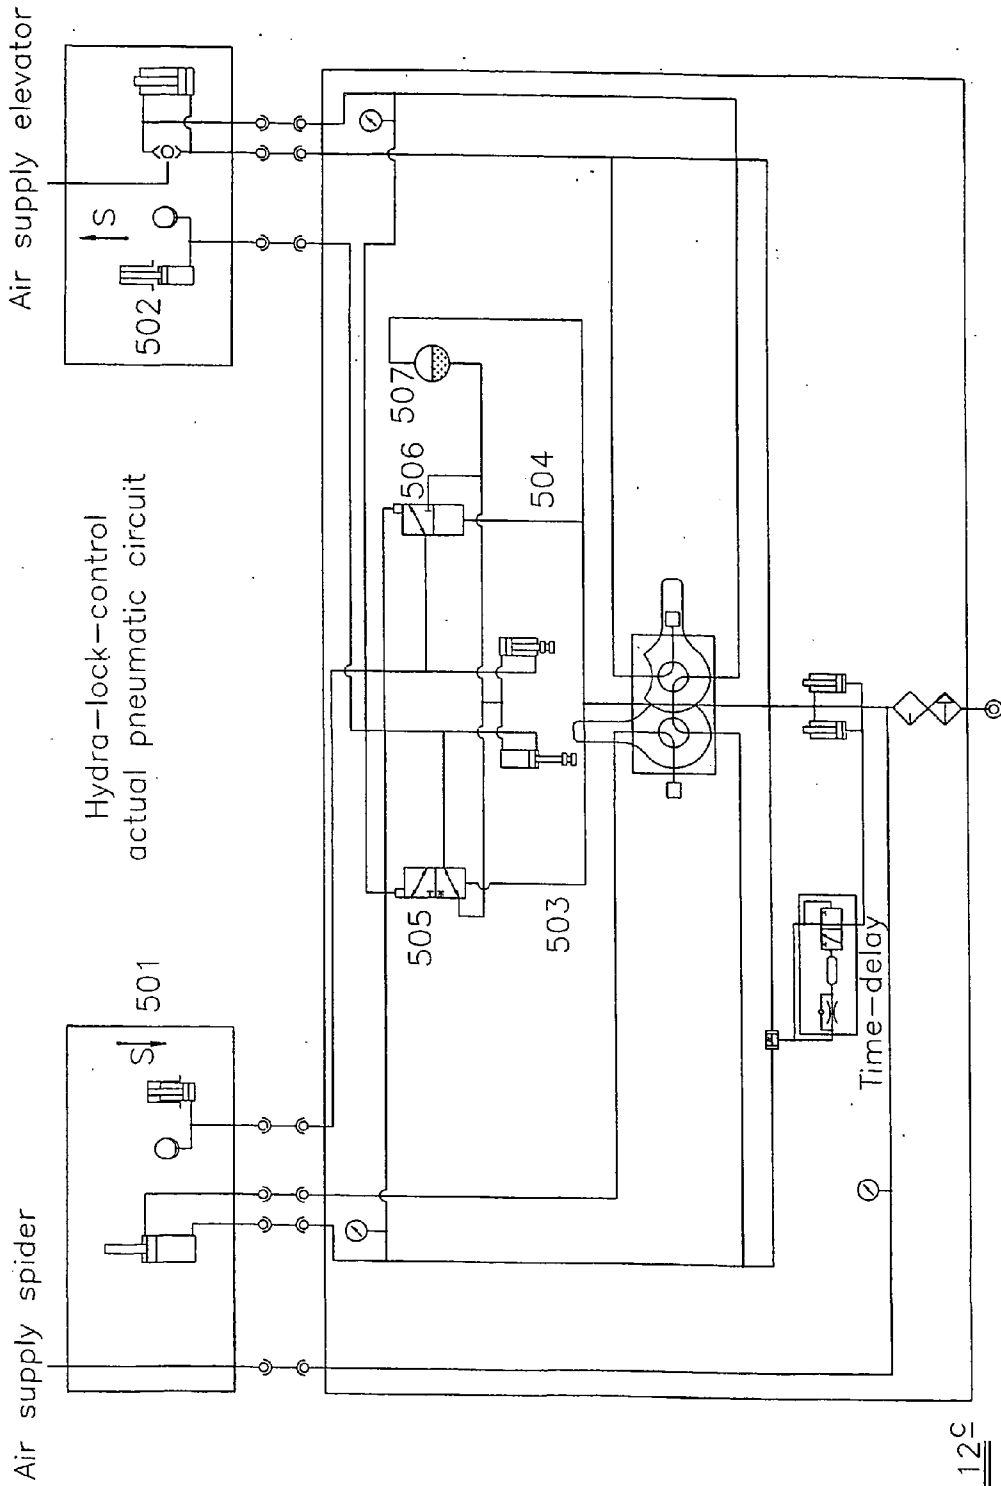 Air supply spider
Air supply elevator
Hydra-lock-control
actual pneumatic circuit
S
501
S
502
505
506
507
503
504
Time-delay
12c